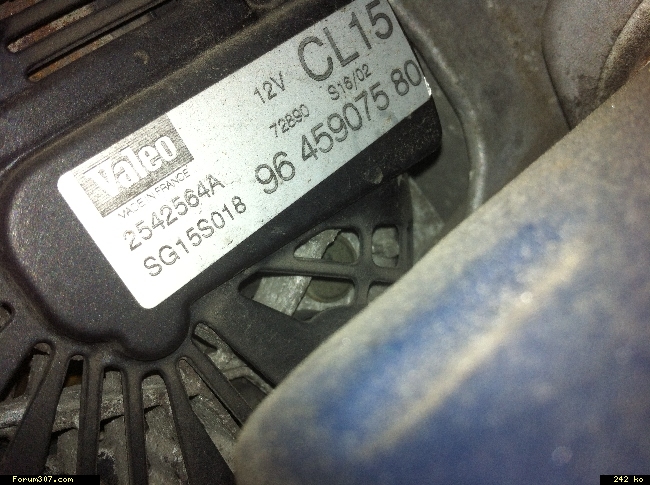 Valeo
MADE IN FRANCE
2542564A
SG15S018
12V
CL15
72890
S16/02
96 459075 80
Forum307.com
242 ko